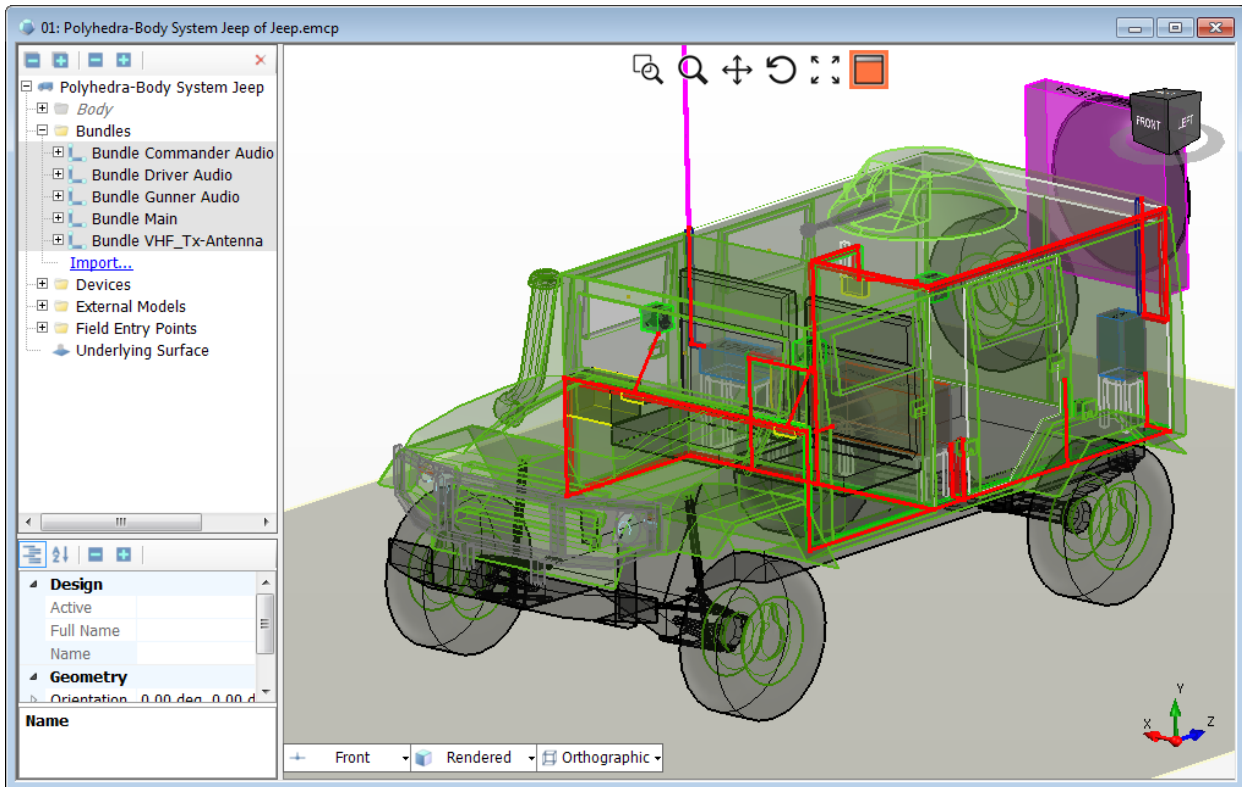 01: Polyhedra-Body System Jeep of Jeep.emcp
Polyhedra-Body System Jeep
Body
Bundles
Bundle Commander Audio
Bundle Driver Audio
Bundle Gunner Audio
Bundle Main
Bundle VHF_Tx-Antenna
Import...
Devices
External Models
Field Entry Points
Underlying Surface
Design
Active
Full Name
Name
Geometry
Orientation 0.00 deg, 0.00 d
Name
FRONT LEFT
Y
X Z
Front Rendered Orthographic